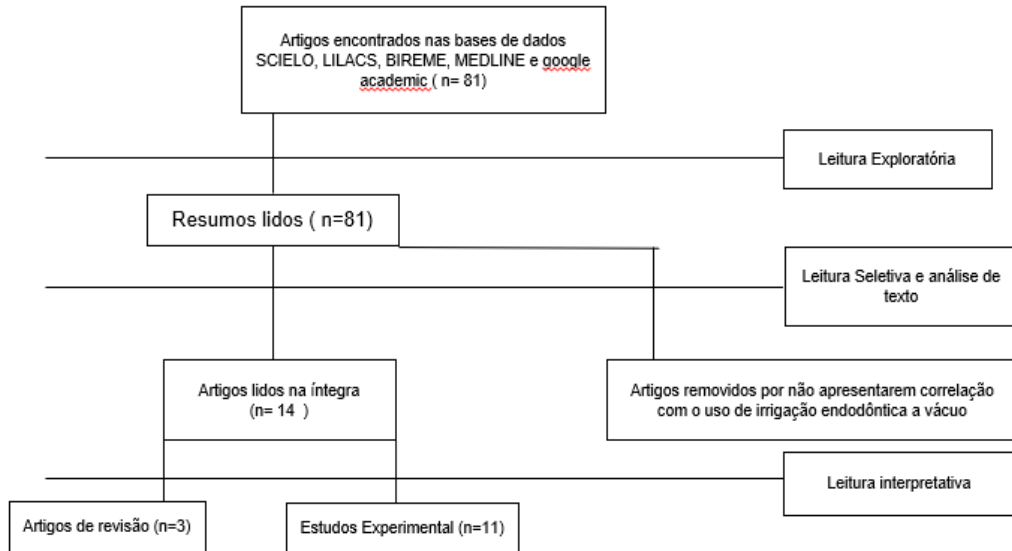 Artigos encontrados nas bases de dados
SCIELO, LILACS, BIREME, MEDLINE e google
academic ( n= 81)
Leitura Exploratória
Resumos lidos ( n=81)
Leitura Seletiva e análise de
texto
Artigos lidos na íntegra
(n= 14 )
Artigos removidos por não apresentarem correlação
com o uso de irrigação endodôntica a vácuo
Leitura interpretativa
Artigos de revisão (n=3)
Estudos Experimental (n=11)